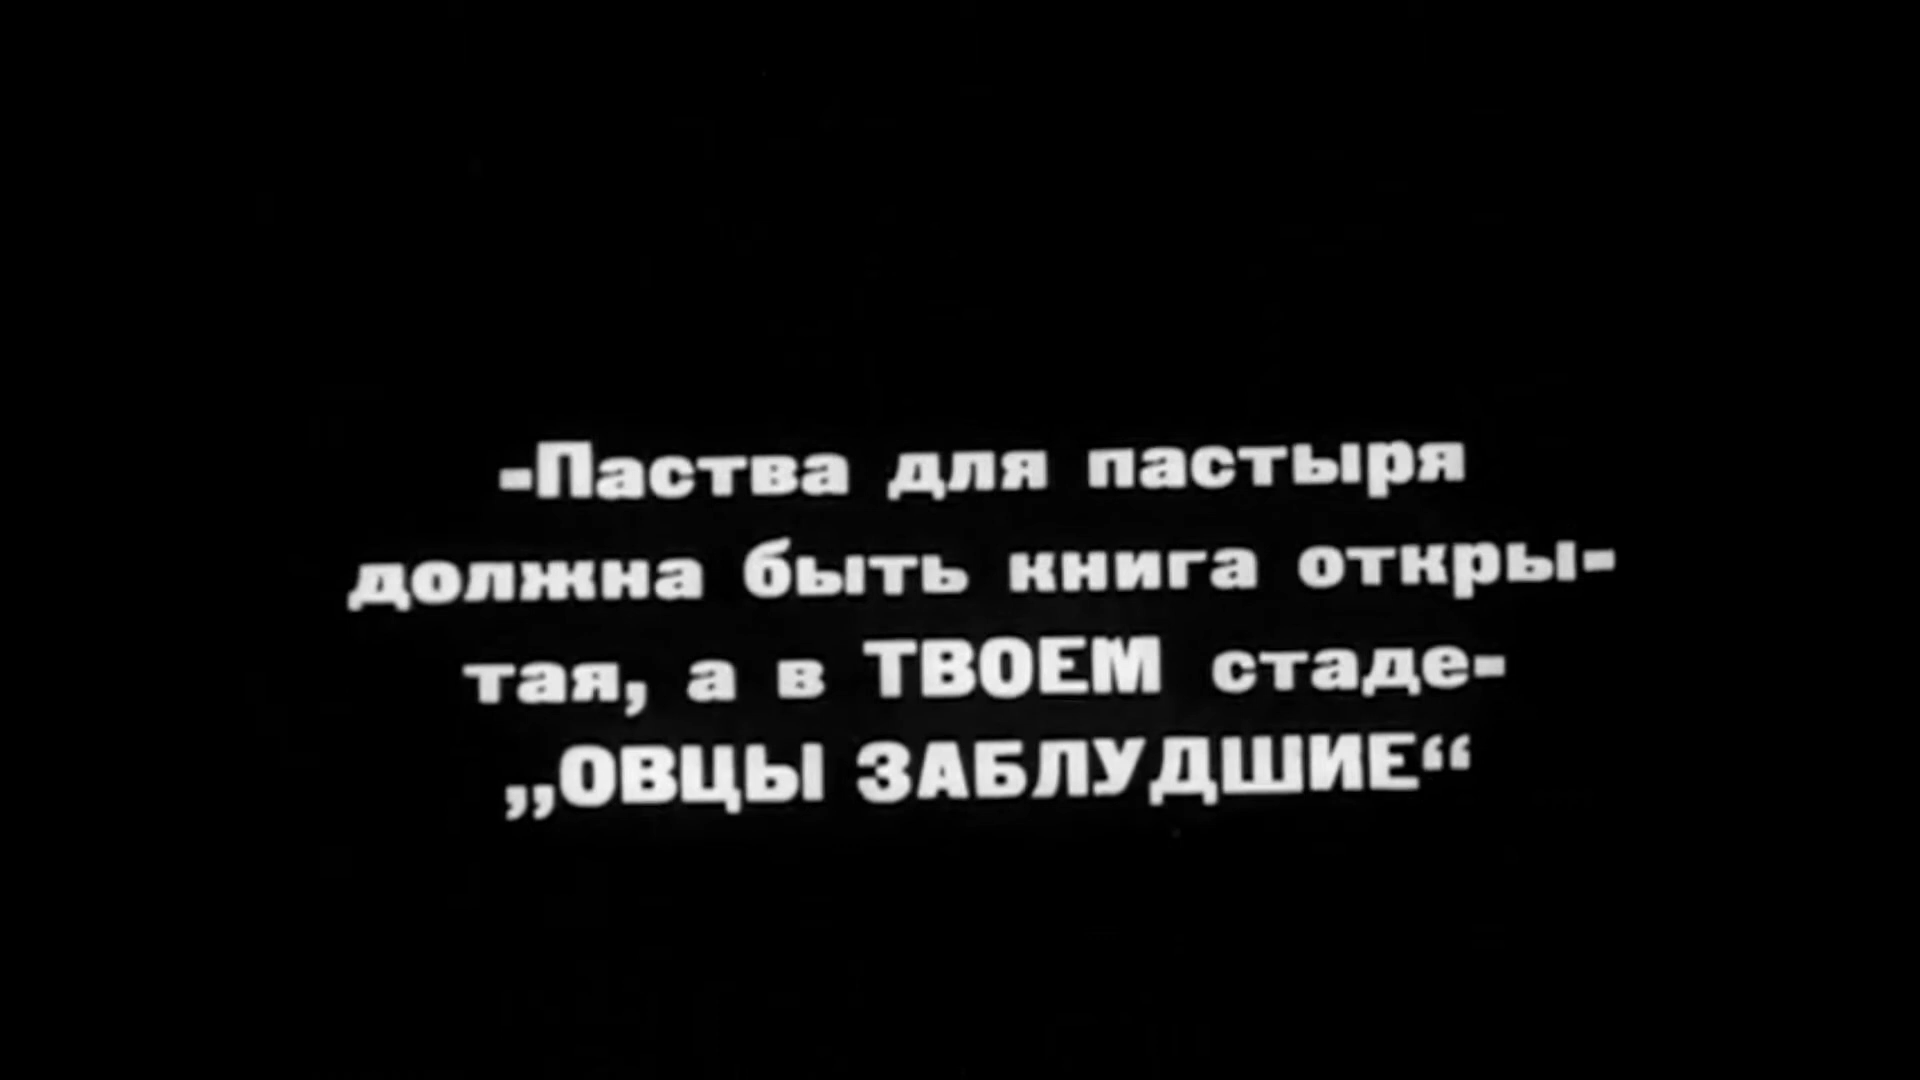 -Паства для пастыря
должна быть книга откры-
тая, а в ТВОЕМ стаде-
„ОВЦЫ ЗАБЛУДШИЕ“